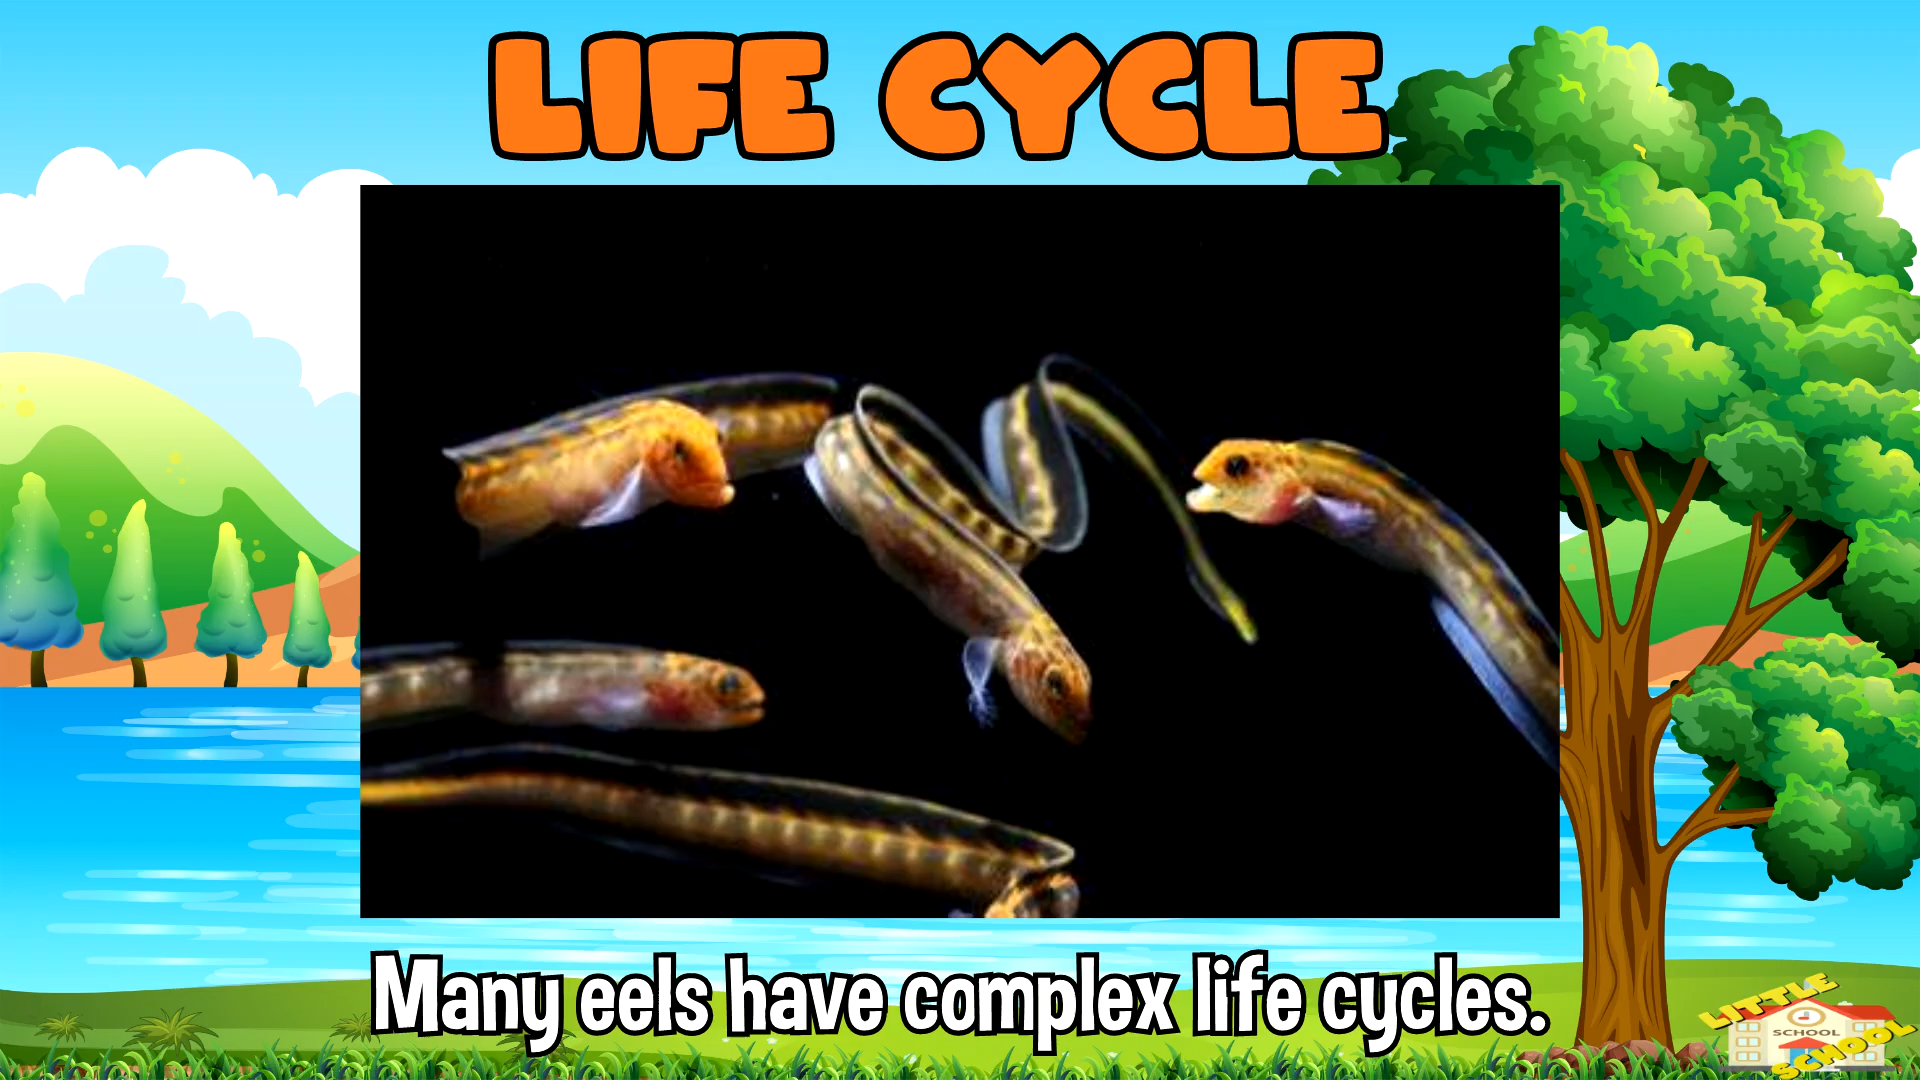 LIFE CYCLE
Many eels have complex life cycles.
LITTLE
SCHOOL
SCHOOL